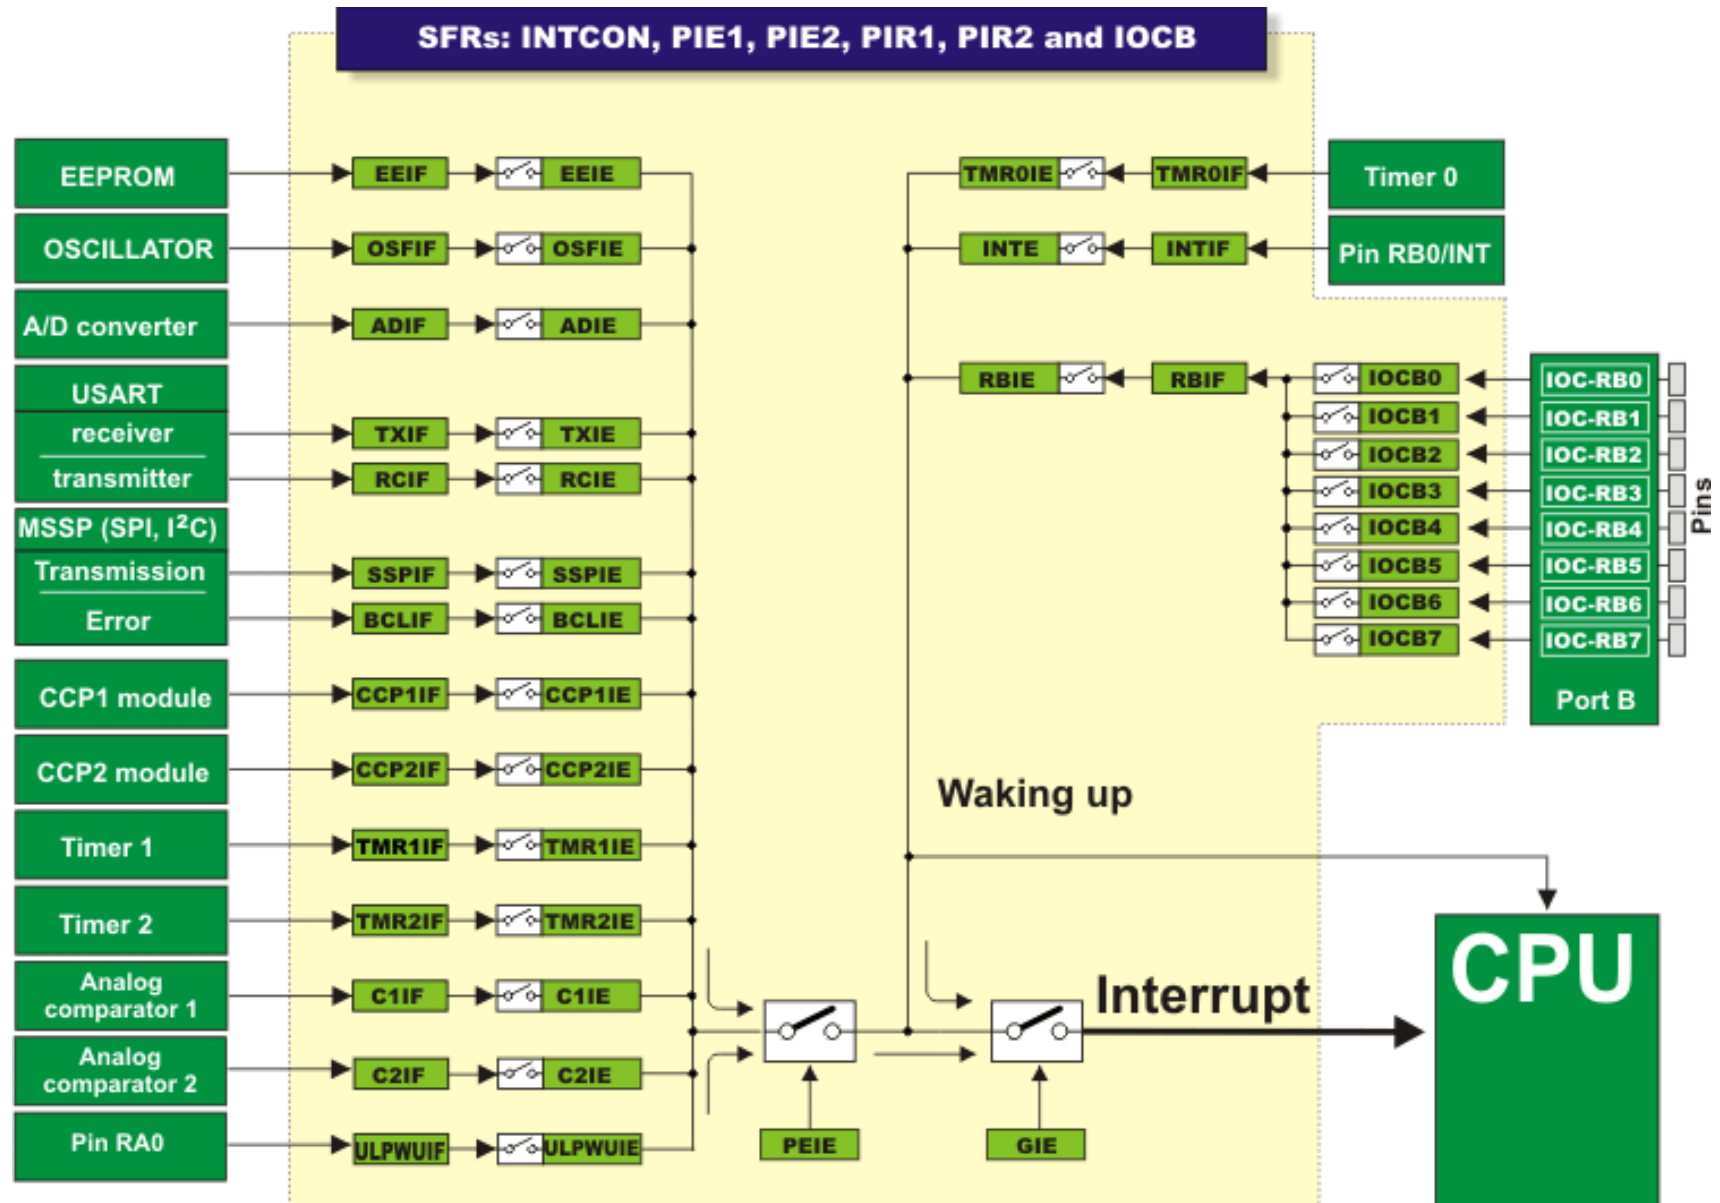 SFRs: INTCON, PIE1, PIE2, PIR1, PIR2 and IOCB
EEPROM
EEIF
EEIE
TMR0IE
TMR0IF
Timer 0
OSCILLATOR
OSFIF
OSFIE
INTE
INTIF
Pin RB0/INT
A/D converter
ADIF
ADIE
RBIE
RBIF
IOCB0
IOC-RB0
IOCB1
IOC-RB1
IOCB2
IOC-RB2
IOCB3
IOC-RB3
IOCB4
IOC-RB4
IOCB5
IOC-RB5
IOCB6
IOC-RB6
IOCB7
IOC-RB7
Port B
Pins
USART
receiver
TXIF
TXIE
transmitter
RCIF
RCIE
MSSP (SPI, I²C)
Transmission
SSPIF
SSPIE
Error
BCLIF
BCLIE
CCP1 module
CCP1IF
CCP1IE
CCP2 module
CCP2IF
CCP2IE
Waking up
Timer 1
TMR1IF
TMR1IE
Timer 2
TMR2IF
TMR2IE
Analog
comparator 1
C1IF
C1IE
Interrupt
CPU
Analog
comparator 2
C2IF
C2IE
Pin RA0
ULPWUIF
ULPWUIE
PEIE
GIE